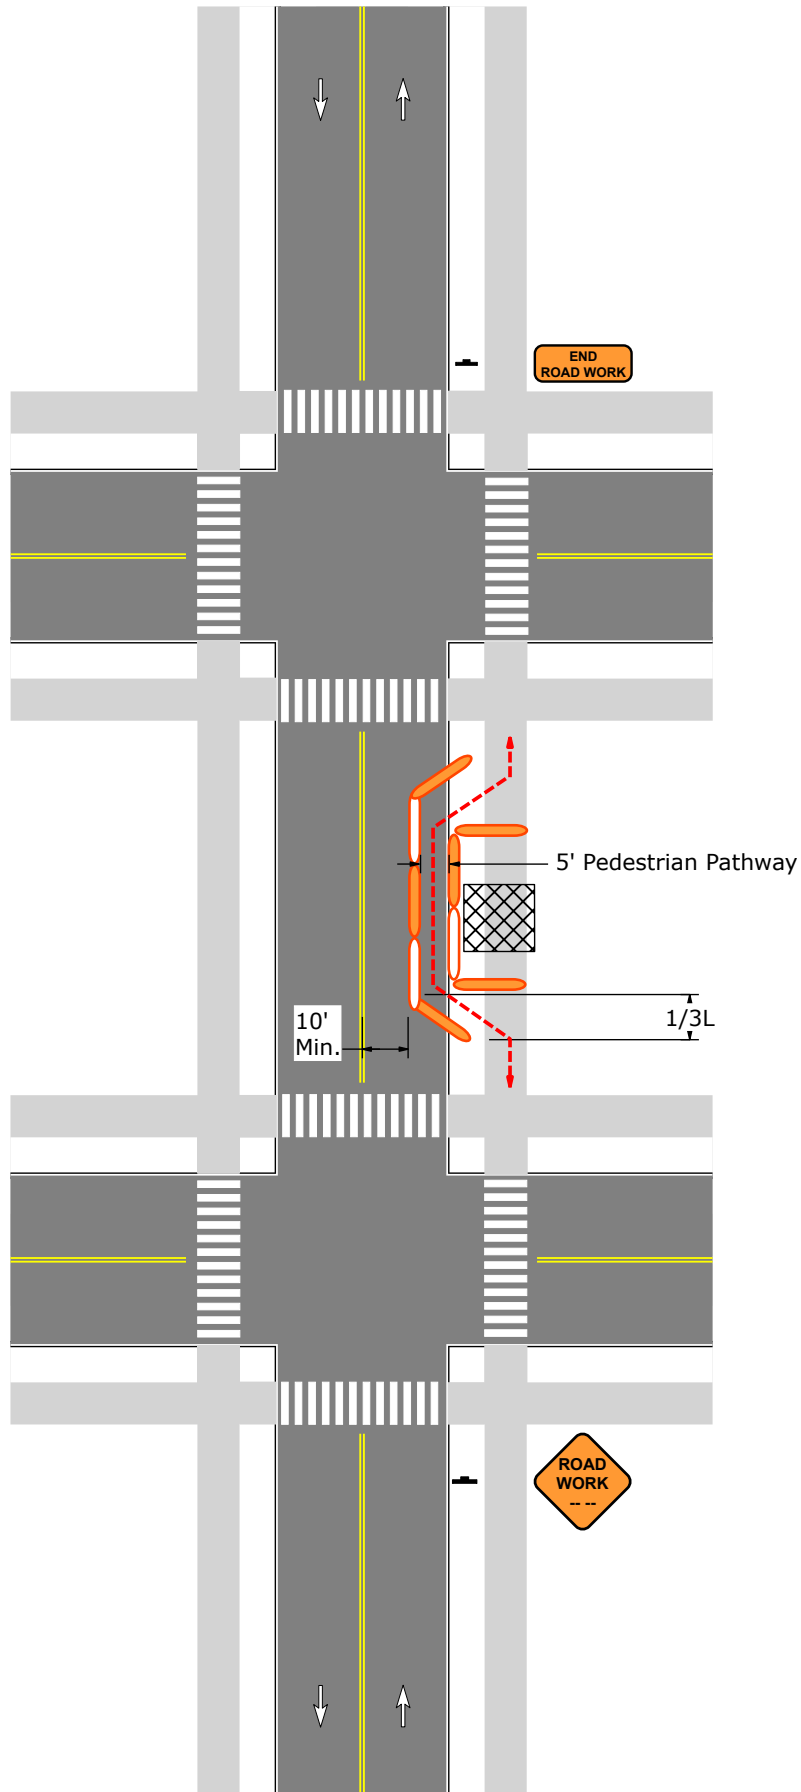 END
ROAD WORK
5' Pedestrian Pathway
10'
Min.
1/3L
ROAD
WORK
-- --